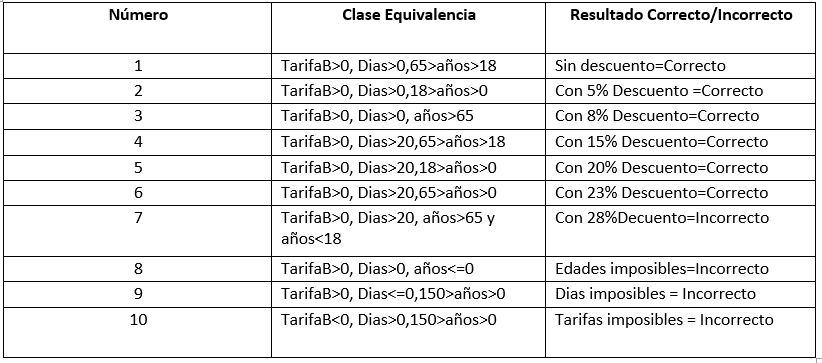 Número Clase Equivalencia Resultado Correcto/Incorrecto
1 TarifaB>0, Dias>0,65>años>18 Sin descuento=Correcto
2 TarifaB>0, Dias>0,18>años>0 Con 5% Descuento =Correcto
3 TarifaB>0, Dias>0, años>65 Con 8% Descuento=Correcto
4 TarifaB>0, Dias>20,65>años>18 Con 15% Descuento=Correcto
5 TarifaB>0, Dias>20,18>años>0 Con 20% Descuento=Correcto
6 TarifaB>0, Dias>20,65>años>0 Con 23% Descuento=Correcto
7 TarifaB>0, Dias>20, años>65 y Con 28%Decuento=Incorrecto
años<18
8 TarifaB>0, Dias>0, años<=0 Edades imposibles=Incorrecto
9 TarifaB>0, Dias<=0,150>años>0 Dias imposibles = Incorrecto
10 TarifaB<0, Dias>0,150>años>0 Tarifas imposibles = Incorrecto